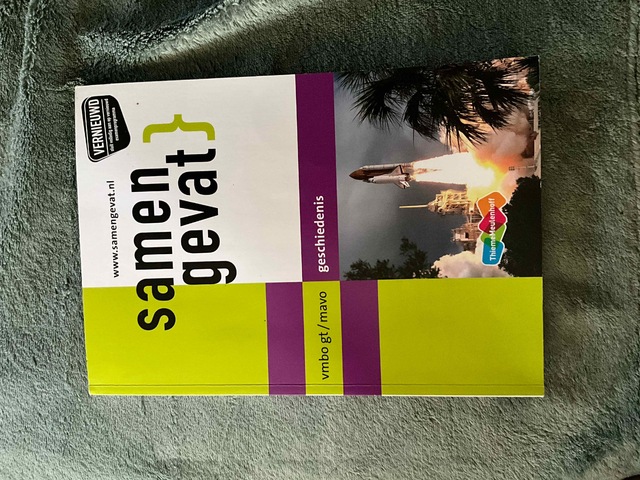 VERNIEUWD
www.samengevat.nl
samen
gevat}
geschiedenis
vmbo gt/mavo
ThiemeMeulenhoff